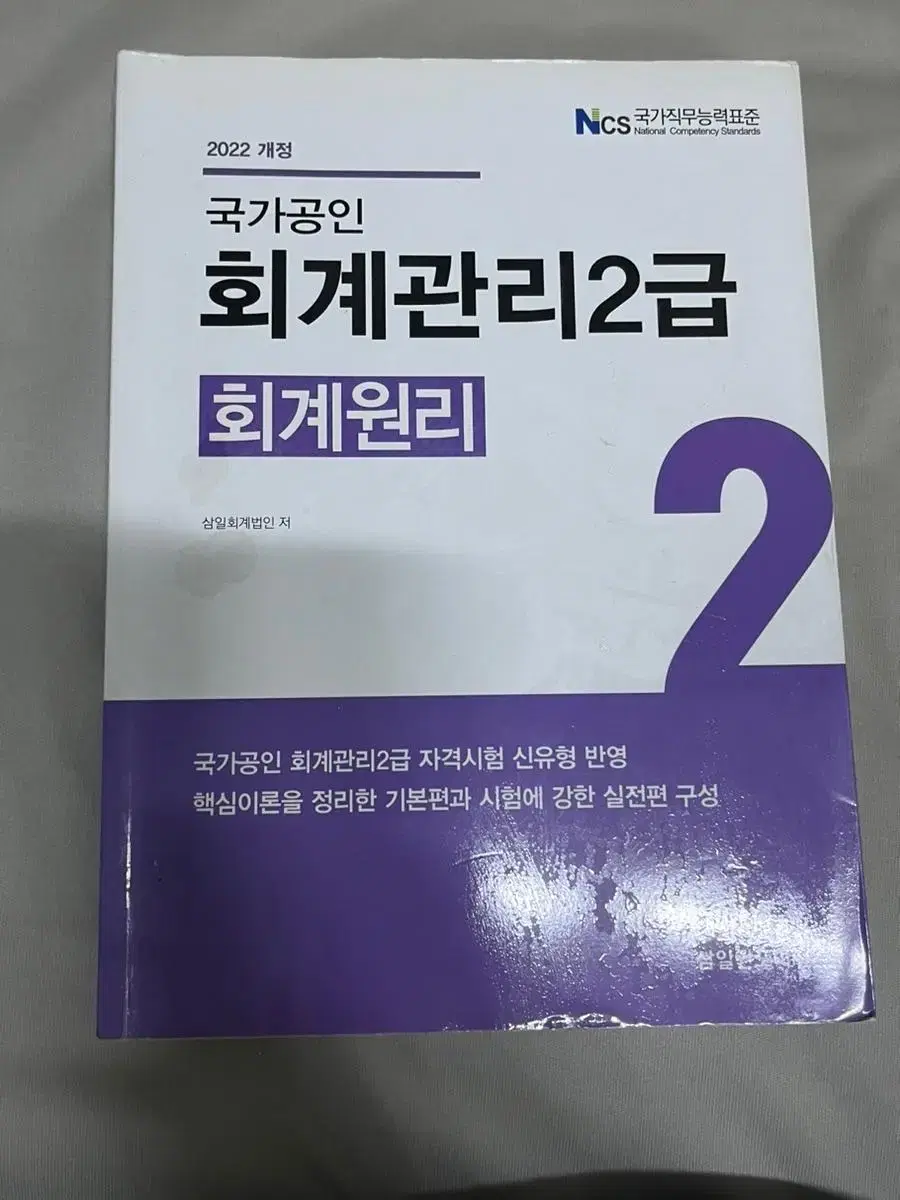 NCS 국가직무능력표준
National Competency Standards
2022 개정
국가공인
회계관리2급
회계원리
2
삼일회계법인 저
국가공인 회계관리2급 자격시험 신유형 반영
핵심이론을 정리한 기본편과 시험에 강한 실전편 구성